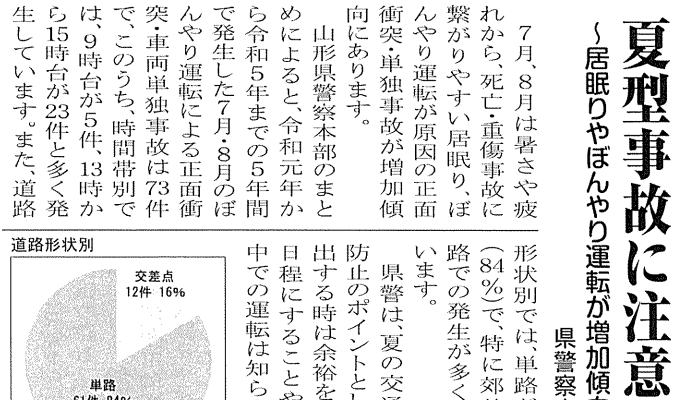 夏型事故に注意
～居眠りやぼんやり運転が増加傾向
県警察
７月、８月は暑さや疲
れから、死亡・重傷事故に
繋がりやすい居眠り、ぼ
んやり運転が原因の正面
衝突・単独事故が増加傾
向にあります。
山形県警察本部のまと
めによると、令和元年か
ら令和５年までの５年間
で発生した７月・８月のぼ
んやり運転による正面衝
突・車両単独事故は73件
で、このうち、時間帯別で
は、９時台が５件、13時か
ら15時台が23件と多く発
生しています。また、道路
形状別では、単路が
（84％）で、特に郊
路での発生が多く
います。
県警は、夏の交通
防止のポイントとし
出する時は余裕を
日程にすることや
中での運転は知ら
道路形状別
交差点
12件 16%
単路
61件 84%